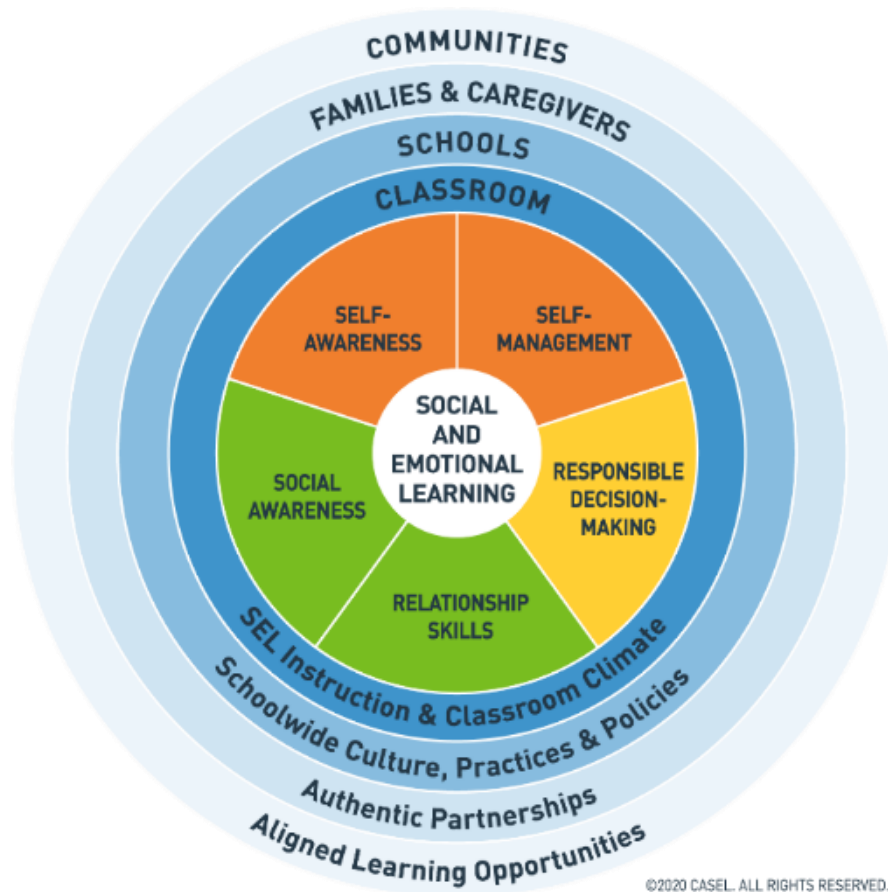 COMMUNITIES
FAMILIES & CAREGIVERS
SCHOOLS
CLASSROOM
SELF-
AWARENESS
SELF-
MANAGEMENT
SOCIAL
AND
EMOTIONAL
LEARNING
SOCIAL
AWARENESS
RESPONSIBLE
DECISION-
MAKING
RELATIONSHIP
SKILLS
SEL Instruction & Classroom Climate
Schoolwide Culture, Practices & Policies
Authentic Partnerships
Aligned Learning Opportunities
©2020 CASEL. ALL RIGHTS RESERVED.